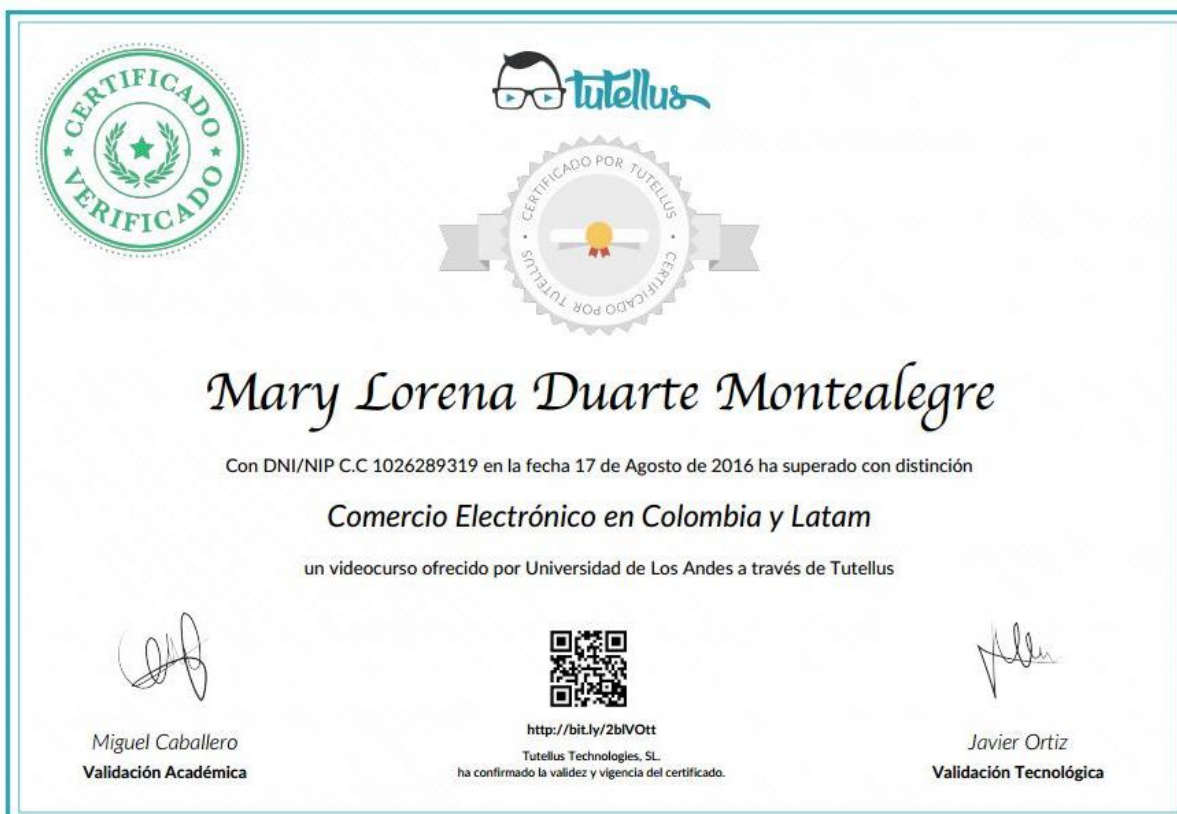 CERTIFICADO
VERIFICADO
tutellus
CERTIFICADO POR TUTELLUS · CERTIFICADO POR TUTELLUS ·
Mary Lorena Duarte Montealegre
Con DNI/NIP C.C 1026289319 en la fecha 17 de Agosto de 2016 ha superado con distinción
Comercio Electrónico en Colombia y Latam
un videocurso ofrecido por Universidad de Los Andes a través de Tutellus
Miguel Caballero
Validación Académica
http://bit.ly/2blVOtt
Tutellus Technologies, SL.
ha confirmado la validez y vigencia del certificado.
Javier Ortiz
Validación Tecnológica